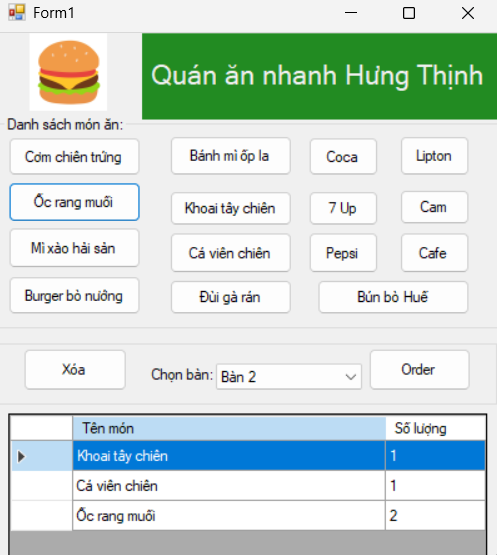 Form1
Quán ăn nhanh Hưng Thịnh
Danh sách món ăn:
Cơm chiên trứng
Bánh mì ốp la
Coca
Lipton
Ốc rang muối
Khoai tây chiên
7 Up
Cam
Mì xào hải sản
Cá viên chiên
Pepsi
Cafe
Burger bò nướng
Đùi gà rán
Bún bò Huế
Xóa
Chọn bàn:
Bàn 2
Order
Tên món
Số lượng
Khoai tây chiên
1
Cá viên chiên
1
Ốc rang muối
2